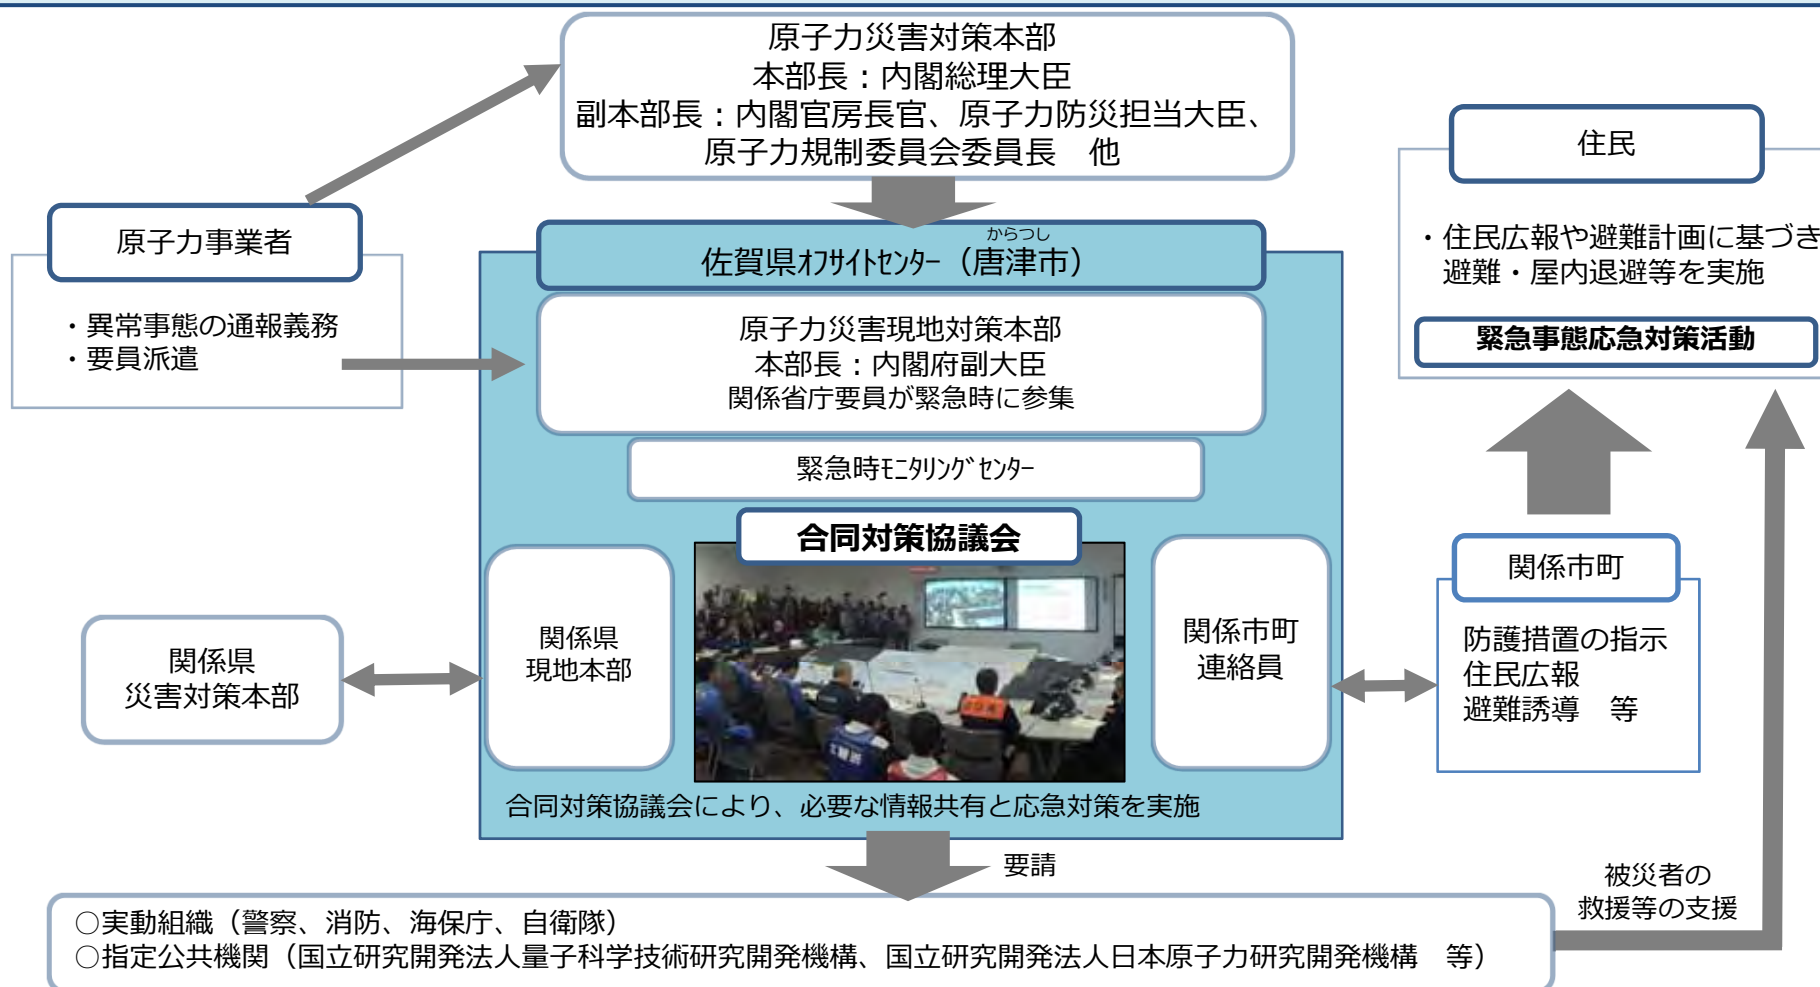 原子力災害対策本部
本部長：内閣総理大臣
副本部長：内閣官房長官、原子力防災担当大臣、
原子力規制委員会委員長　他
住民
・住民広報や避難計画に基づき
避難・屋内退避等を実施
緊急事態応急対策活動
原子力事業者
・異常事態の通報義務
・要員派遣
からつし
佐賀県ｵﾌｻｲﾄｾﾝﾀｰ（唐津市）
原子力災害現地対策本部
本部長：内閣府副大臣
関係省庁要員が緊急時に参集
緊急時ﾓﾆﾀﾘﾝｸﾞｾﾝﾀｰ
合同対策協議会
関係県
現地本部
関係市町
連絡員
合同対策協議会により、必要な情報共有と応急対策を実施
関係県
災害対策本部
関係市町
防護措置の指示
住民広報
避難誘導　等
要請
被災者の
救援等の支援
○実動組織（警察、消防、海保庁、自衛隊）
○指定公共機関（国立研究開発法人量子科学技術研究開発機構、国立研究開発法人日本原子力研究開発機構　等）